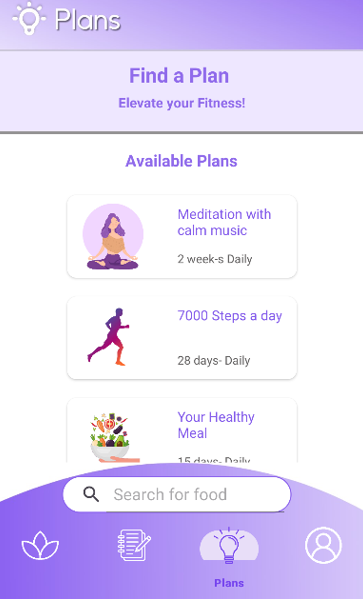 Plans
Find a Plan
Elevate your Fitness!
Available Plans
Meditation with
calm music
2 week-s Daily
7000 Steps a day
28 days- Daily
Your Healthy
Meal
15 days- Daily
Search for food
Plans